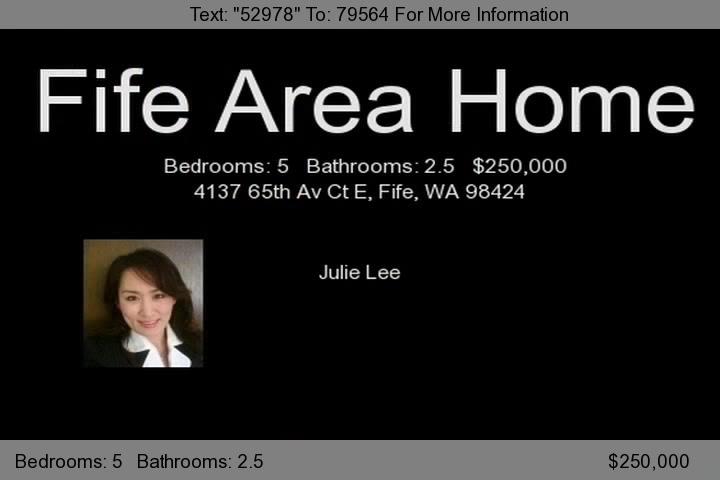 Text: "52978" To: 79564 For More Information
Fife Area Home
Bedrooms: 5 Bathrooms: 2.5 $250,000
4137 65th Av Ct E, Fife, WA 98424
Julie Lee
Bedrooms: 5 Bathrooms: 2.5 $250,000